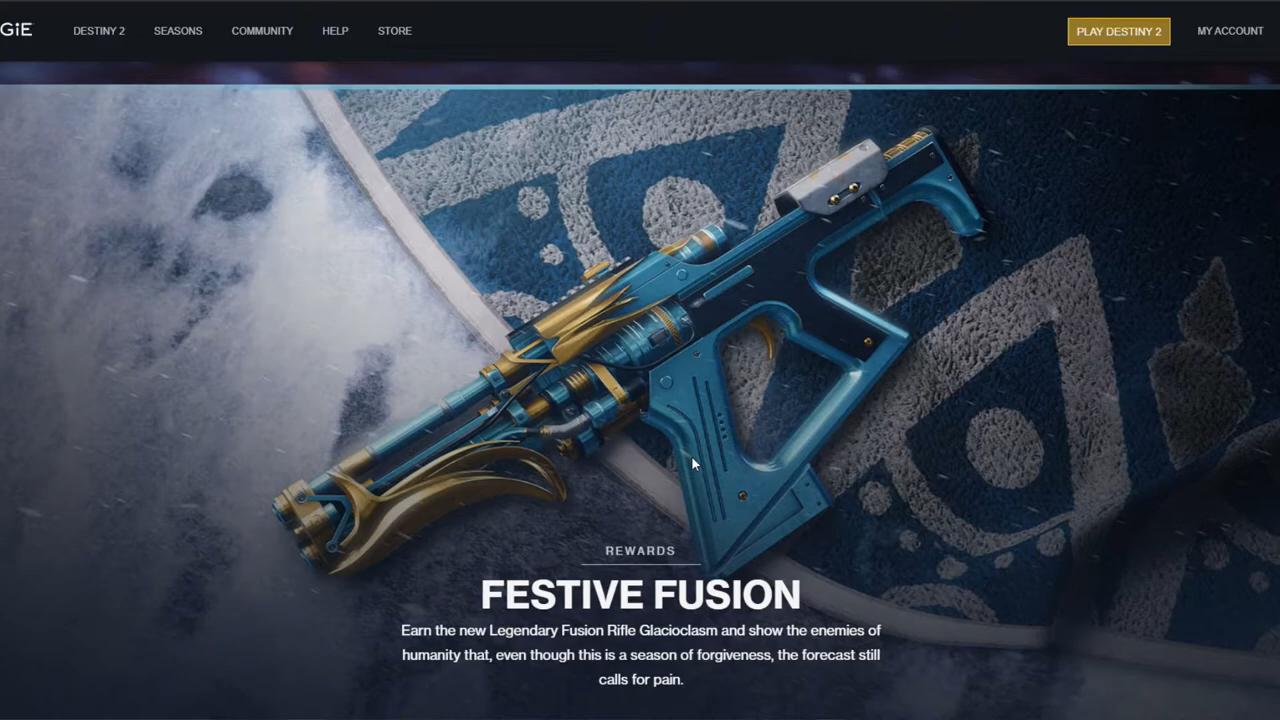 GiE
DESTINY 2 SEASONS COMMUNITY HELP STORE PLAY DESTINY 2 MY ACCOUNT
REWARDS
FESTIVE FUSION
Earn the new Legendary Fusion Rifle Glacioclasm and show the enemies of
humanity that, even though this is a season of forgiveness, the forecast still
calls for pain.